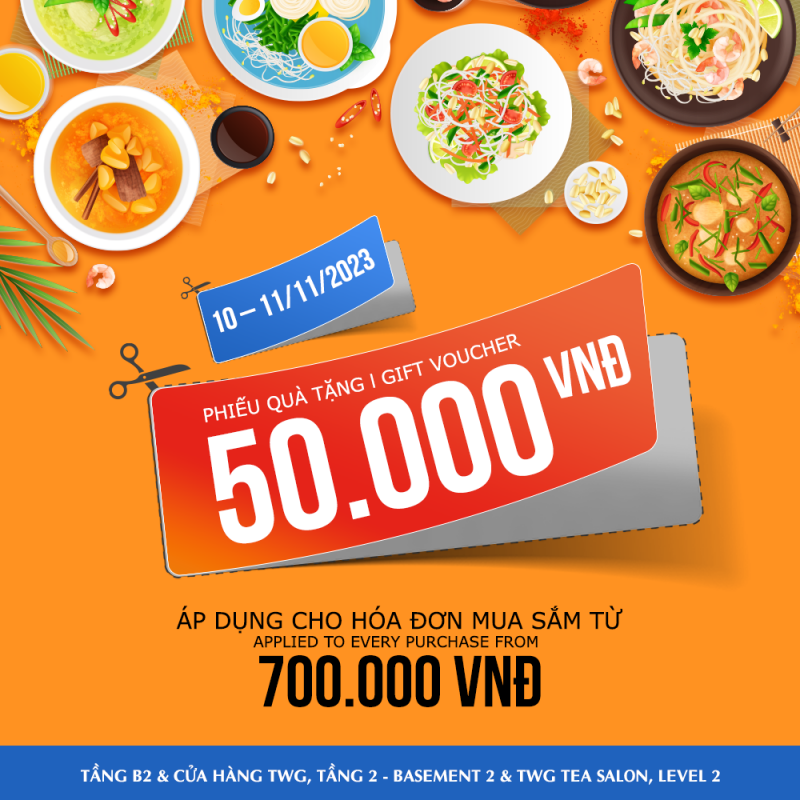 10 – 11/11/2023
PHIẾU QUÀ TẶNG | GIFT VOUCHER
50.000 VNĐ
ÁP DỤNG CHO HÓA ĐƠN MUA SẮM TỪ
APPLIED TO EVERY PURCHASE FROM
700.000 VNĐ
TẦNG B2 & CỬA HÀNG TWG, TẦNG 2 - BASEMENT 2 & TWG TEA SALON, LEVEL 2